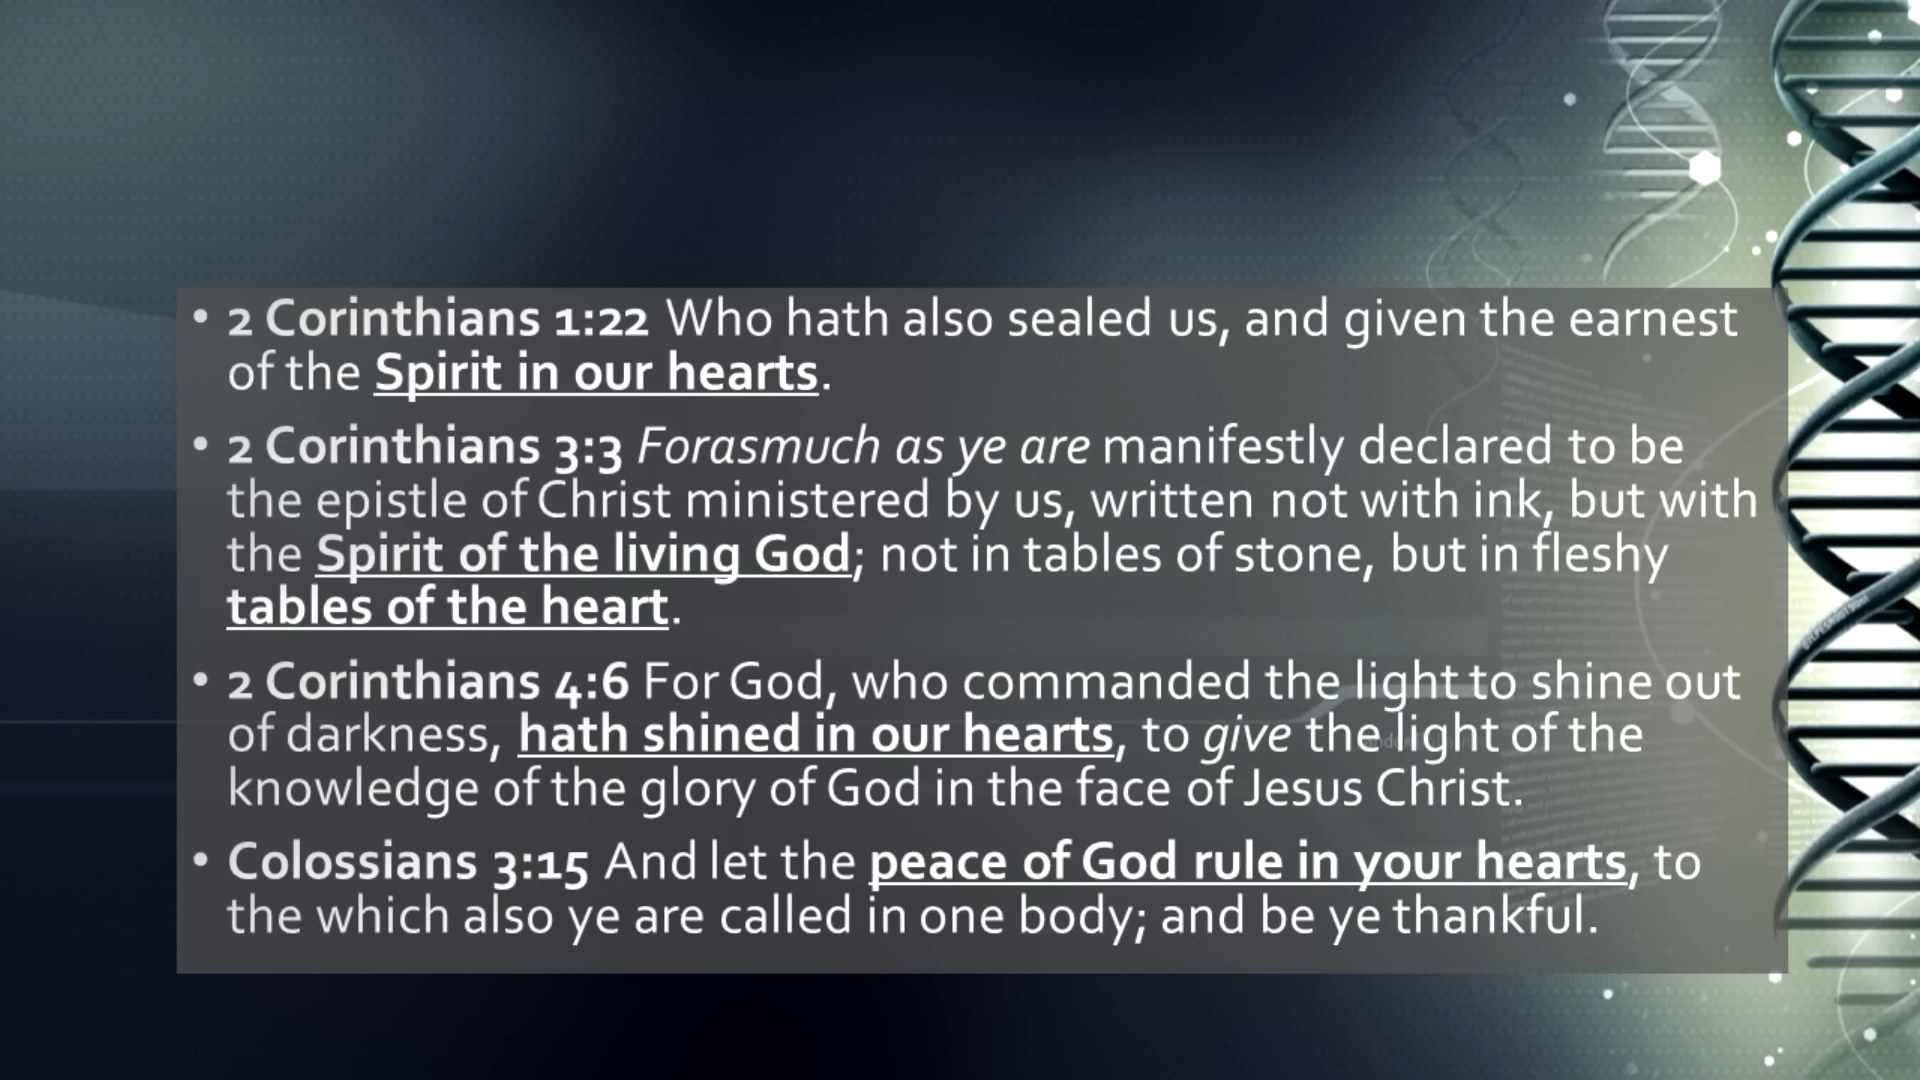 • 2 Corinthians 1:22 Who hath also sealed us, and given the earnest
of the Spirit in our hearts.
• 2 Corinthians 3:3 Forasmuch as ye are manifestly declared to be
the epistle of Christ ministered by us, written not with ink, but with
the Spirit of the living God; not in tables of stone, but in fleshy
tables of the heart.
• 2 Corinthians 4:6 For God, who commanded the light to shine out
of darkness, hath shined in our hearts, to give the light of the
knowledge of the glory of God in the face of Jesus Christ.
• Colossians 3:15 And let the peace of God rule in your hearts, to
the which also ye are called in one body; and be ye thankful.